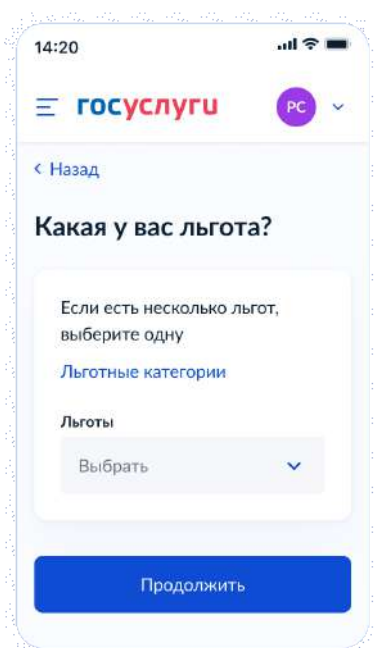 14:20
госуслуги
РС
Назад
Какая у вас льгота?
Если есть несколько льгот,
выберите одну
Льготные категории
Льготы
Выбрать
Продолжить